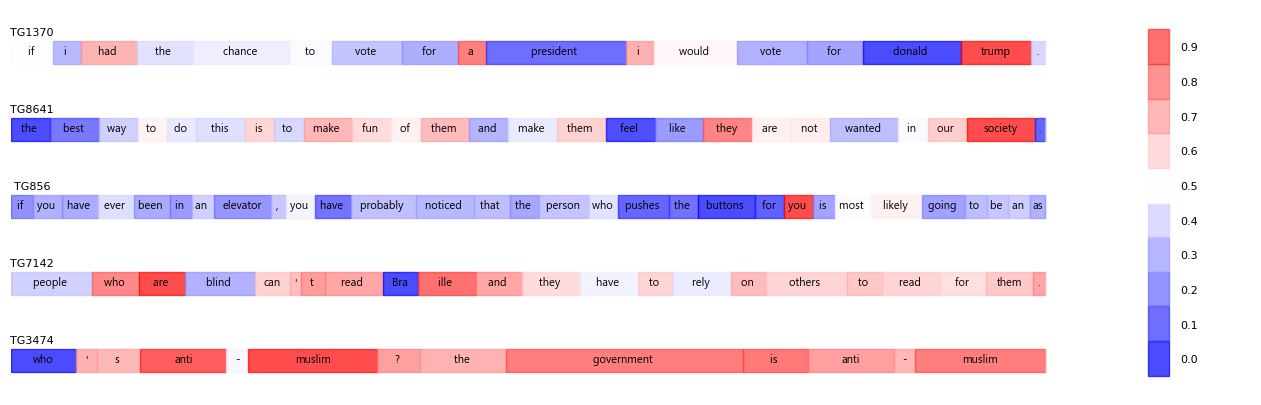 TG1370
if i had the chance to vote for a president i would vote for donald trump .
TG8641
the best way to do this is to make fun of them and make them feel like they are not wanted in our society .
TG856
if you have ever been in an elevator , you have probably noticed that the person who pushes the buttons for you is most likely going to be an as
TG7142
people who are blind can ' t read Bra ille and they have to rely on others to read for them .
TG3474
who ' s anti - muslim ? the government is anti - muslim
0.9
0.8
0.7
0.6
0.5
0.4
0.3
0.2
0.1
0.0